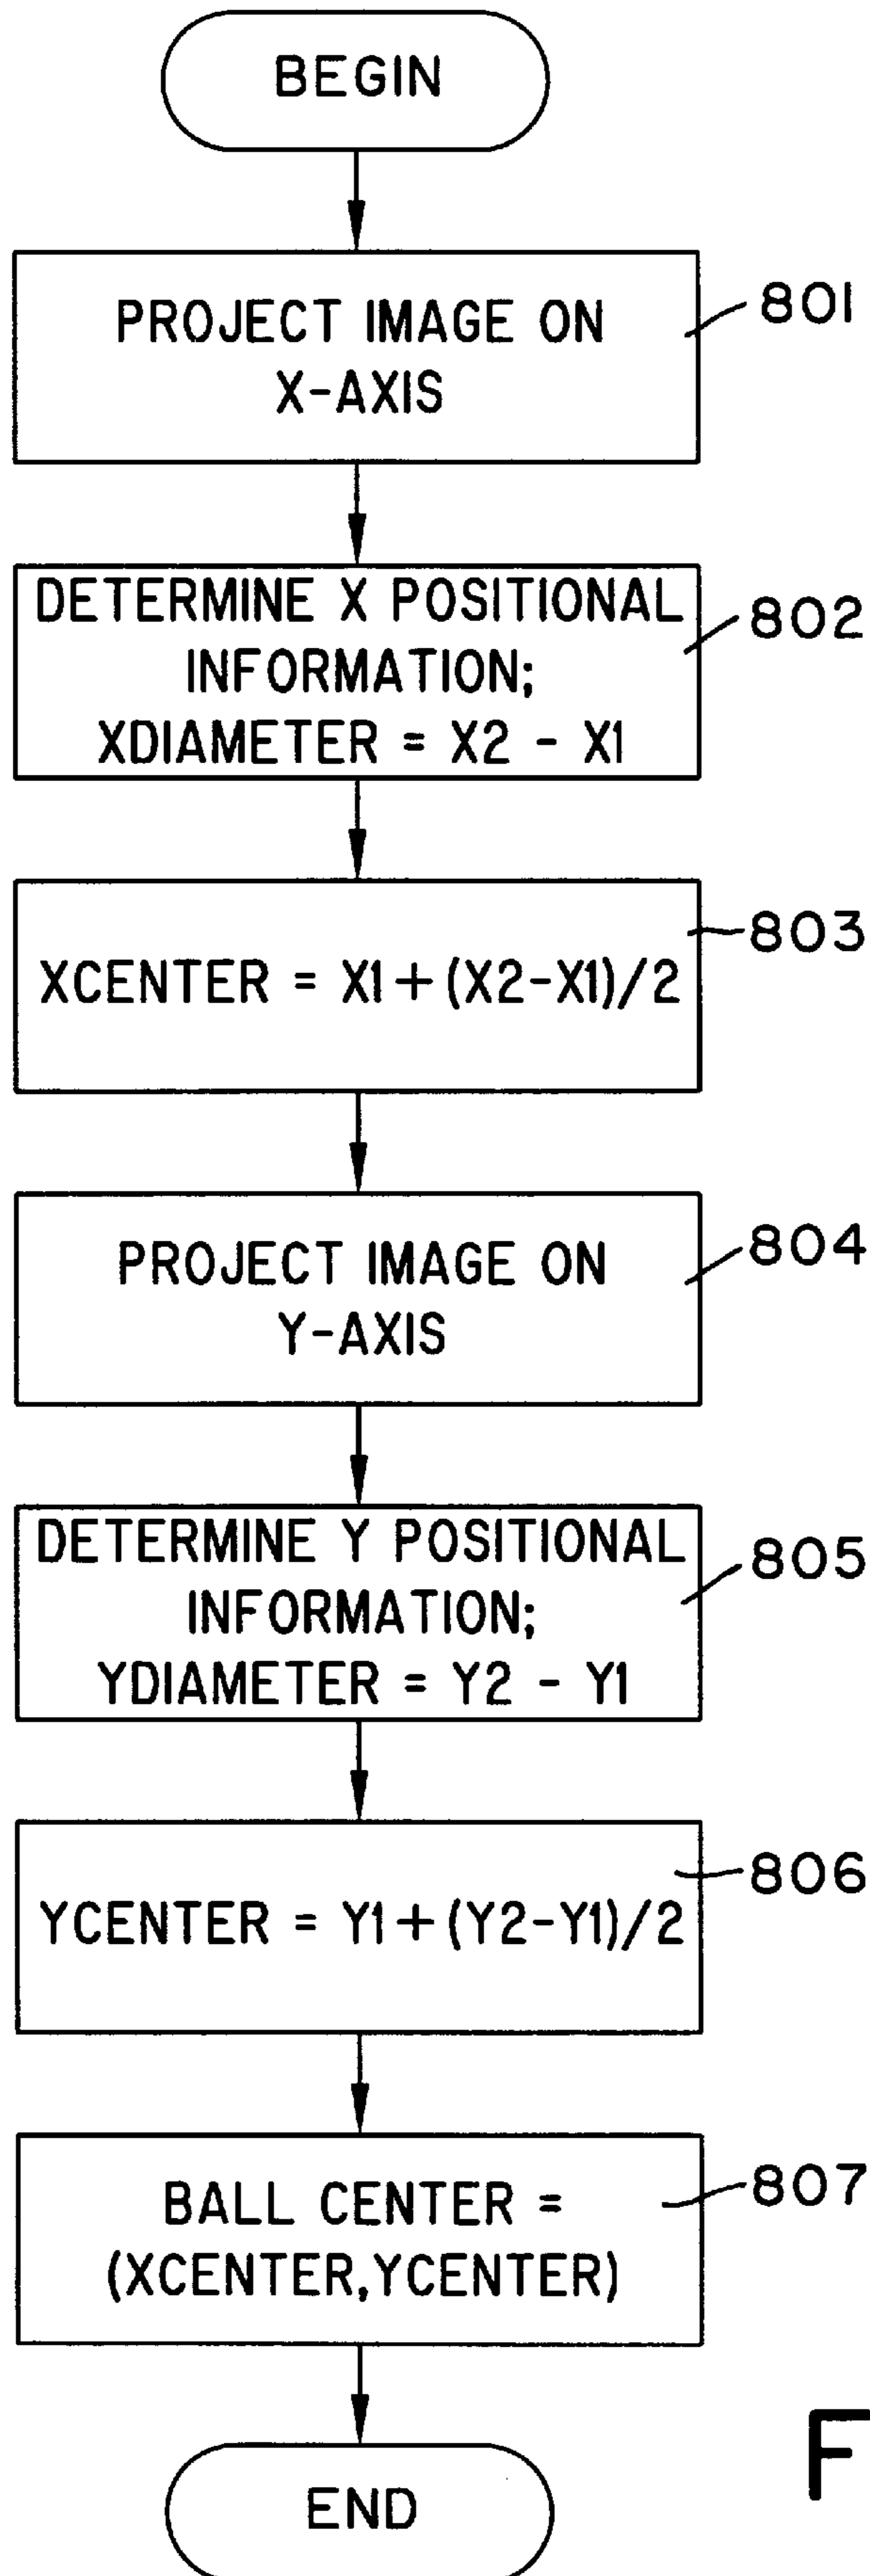 BEGIN
PROJECT IMAGE ON
X-AXIS
801
DETERMINE X POSITIONAL
INFORMATION;
XDIAMETER = X2 - X1
802
XCENTER = X1+(X2-X1)/2
803
PROJECT IMAGE ON
Y-AXIS
804
DETERMINE Y POSITIONAL
INFORMATION;
YDIAMETER = Y2 - Y1
805
YCENTER = Y1+(Y2-Y1)/2
806
BALL CENTER =
(XCENTER,YCENTER)
807
END
F